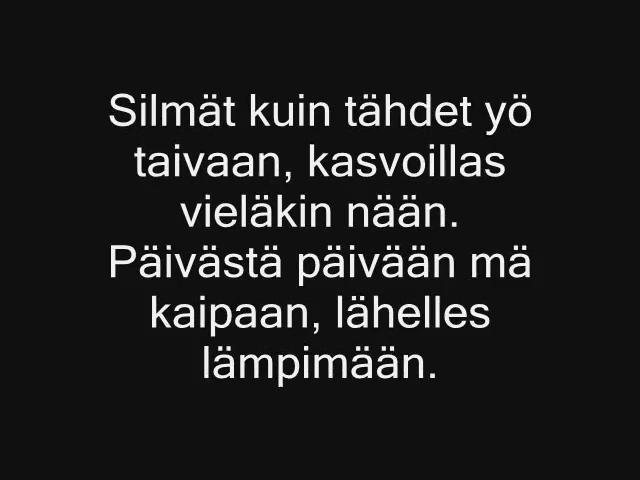 Silmät kuin tähdet yö
taivaan, kasvoillas
vieläkin nään.
Päivästä päivään mä
kaipaan, lähelles
lämpimään.